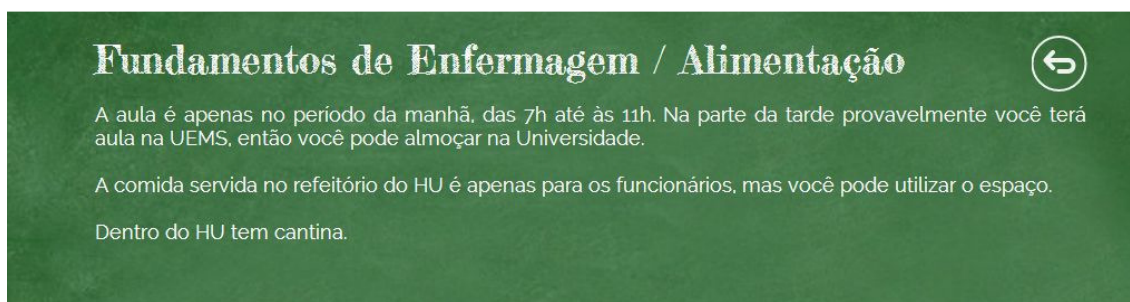 Fundamentos de Enfermagem / Alimentação
A aula é apenas no período da manhã, das 7h até às 11h. Na parte da tarde provavelmente você terá
aula na UEMS, então você pode almoçar na Universidade.
A comida servida no refeitório do HU é apenas para os funcionários, mas você pode utilizar o espaço.
Dentro do HU tem cantina.